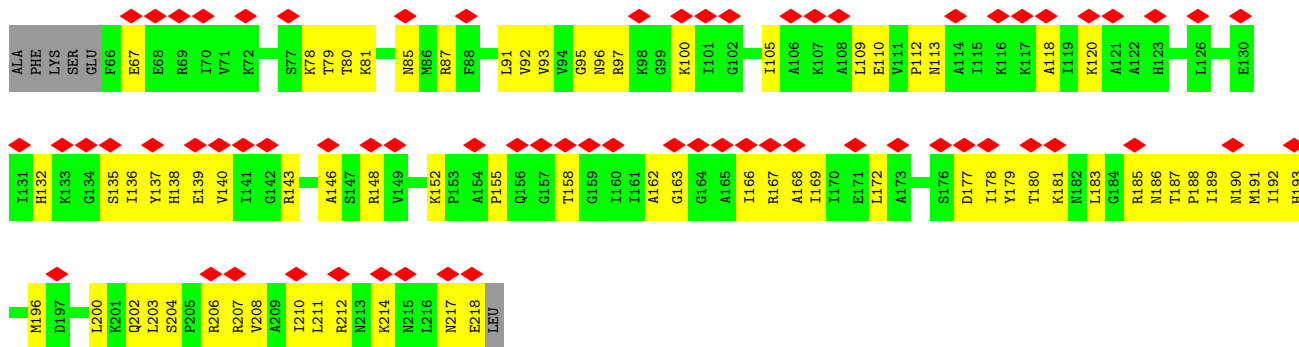 ALA PHE LYS SER GLU F66 E67 E68 R69 I70 V71 K72 S77 K78 T79 T80 K81 N85 M86 R87 F88 L91 V92 V93 V94 G95 N96 R97 K98 G99 K100 I101 G102 I105 A106 K107 A108 L109 E110 V111 P112 N113 A114 I115 K116 K117 A118 I119 K120 A121 A122 H123 L126 E130
I131 H132 K133 G134 S135 I136 Y137 H138 E139 V140 I141 G142 R143 A146 S147 R148 V149 K152 P153 A154 P155 Q156 G157 T158 G159 I160 I161 A162 G163 G164 A165 I166 R167 A168 I169 I170 E171 L172 A173 S176 D177 I178 Y179 T180 K181 N182 L183 G184 R185 N186 T187 P188 I189 N190 M191 I192 H193
M196 D197 L200 K201 Q202 L203 S204 P205 R206 R207 V208 A209 I210 L211 R212 N213 K214 N215 L216 N217 E218 LEU